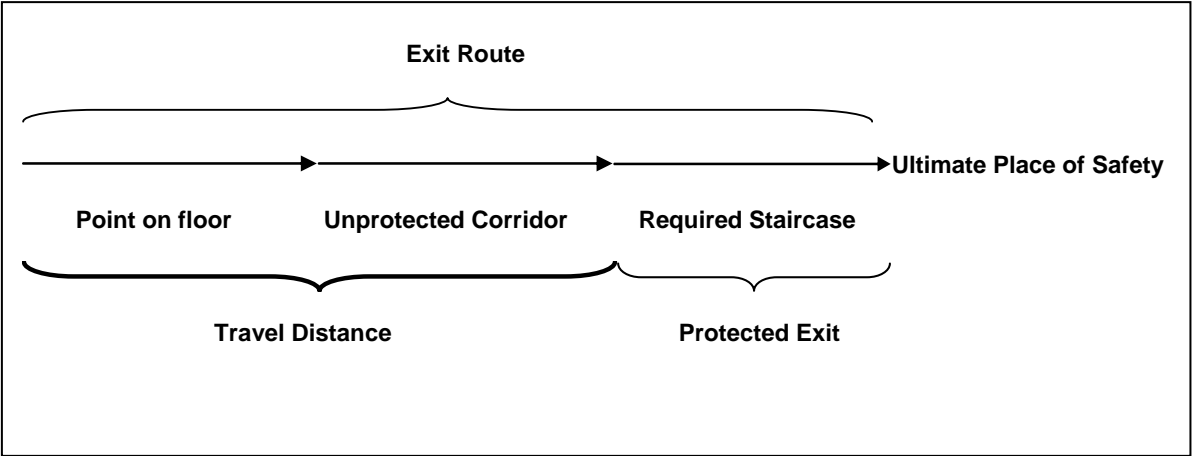 Exit Route
Ultimate Place of Safety
Point on floor Unprotected Corridor Required Staircase
Travel Distance Protected Exit